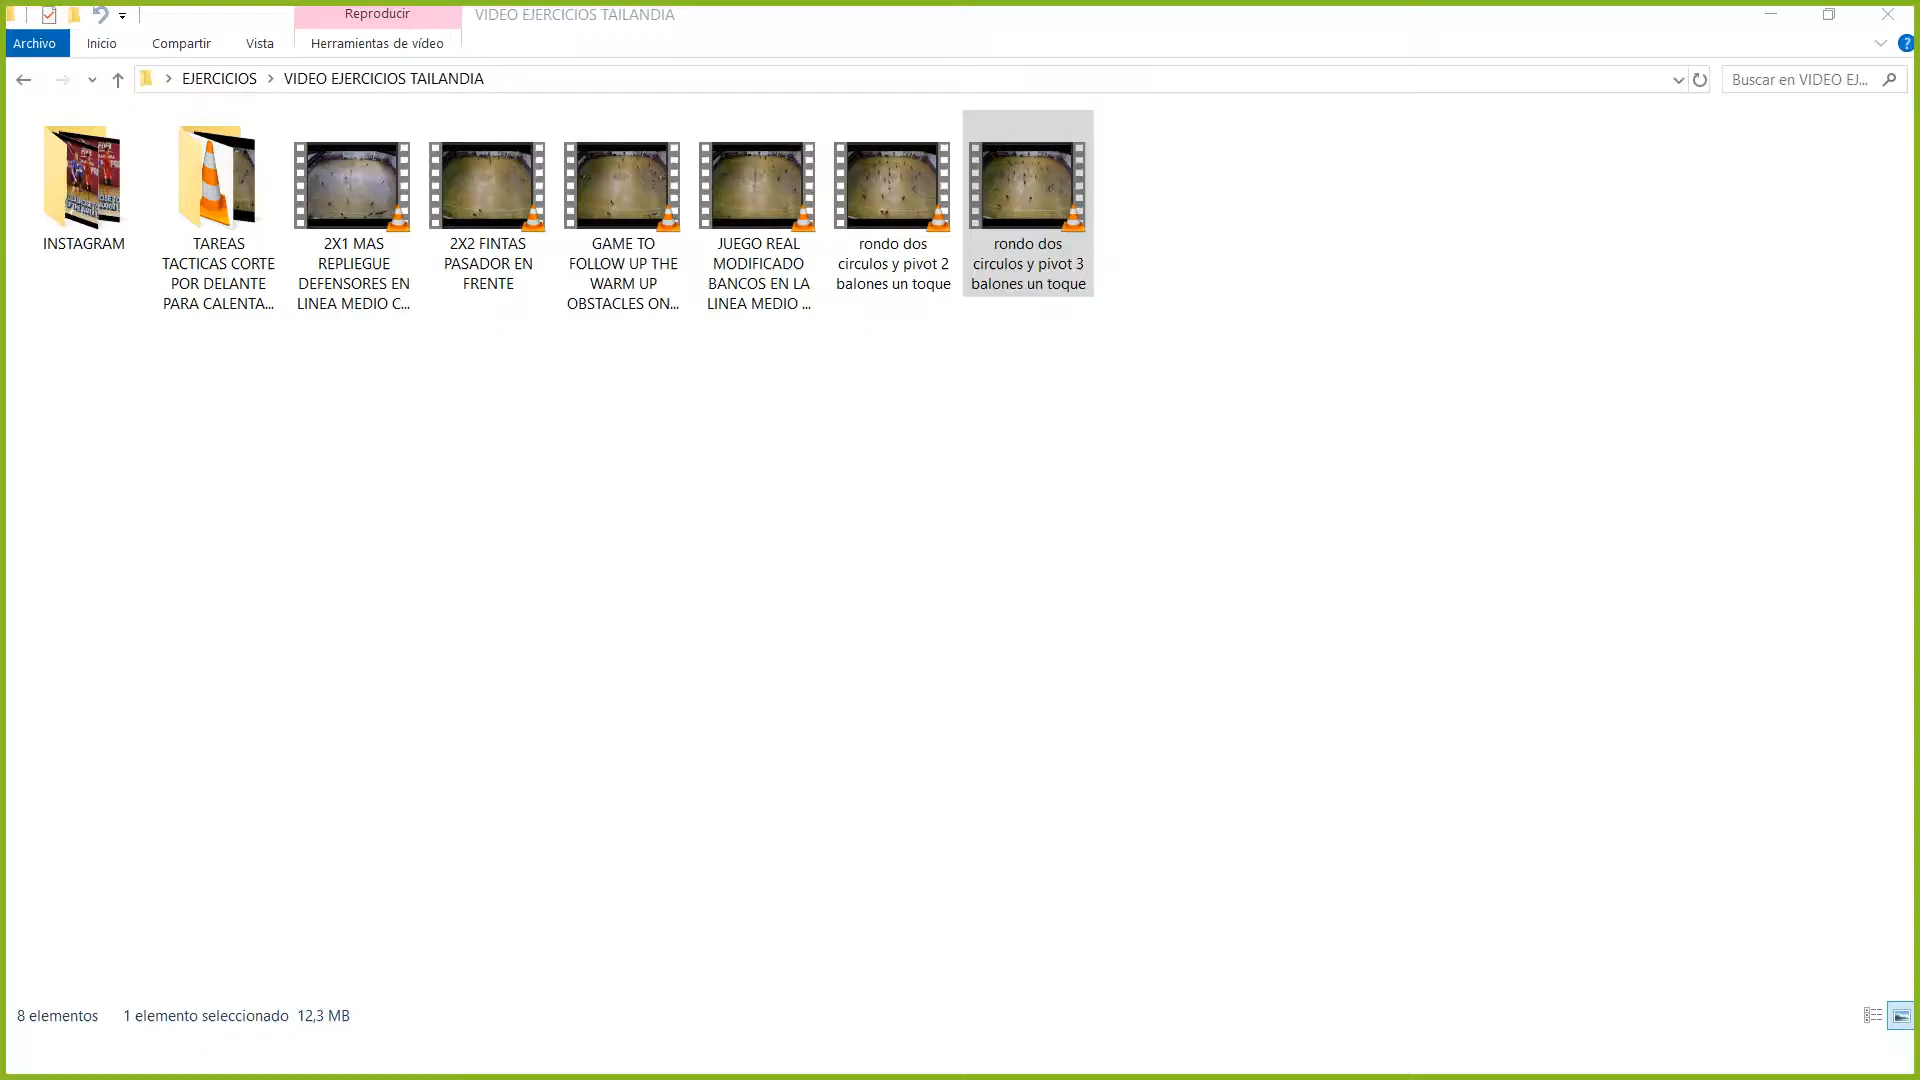 Reproducir
VIDEO EJERCICIOS TAILANDIA
Archivo
Inicio
Compartir
Vista
Herramientas de vídeo
?
EJERCICIOS
VIDEO EJERCICIOS TAILANDIA
Buscar en VIDEO EJ...
INSTAGRAM
TAREAS
TACTICAS CORTE
POR DELANTE
PARA CALENTA...
2X1 MAS
REPLIEGUE
DEFENSORES EN
LINEA MEDIO C...
2X2 FINTAS
PASADOR EN
FRENTE
GAME TO
FOLLOW UP THE
WARM UP
OBSTACLES ON...
JUEGO REAL
MODIFICADO
BANCOS EN LA
LINEA MEDIO ...
rondo dos
circulos y pivot 2
balones un toque
rondo dos
circulos y pivot 3
balones un toque
8 elementos
1 elemento seleccionado 12,3 MB